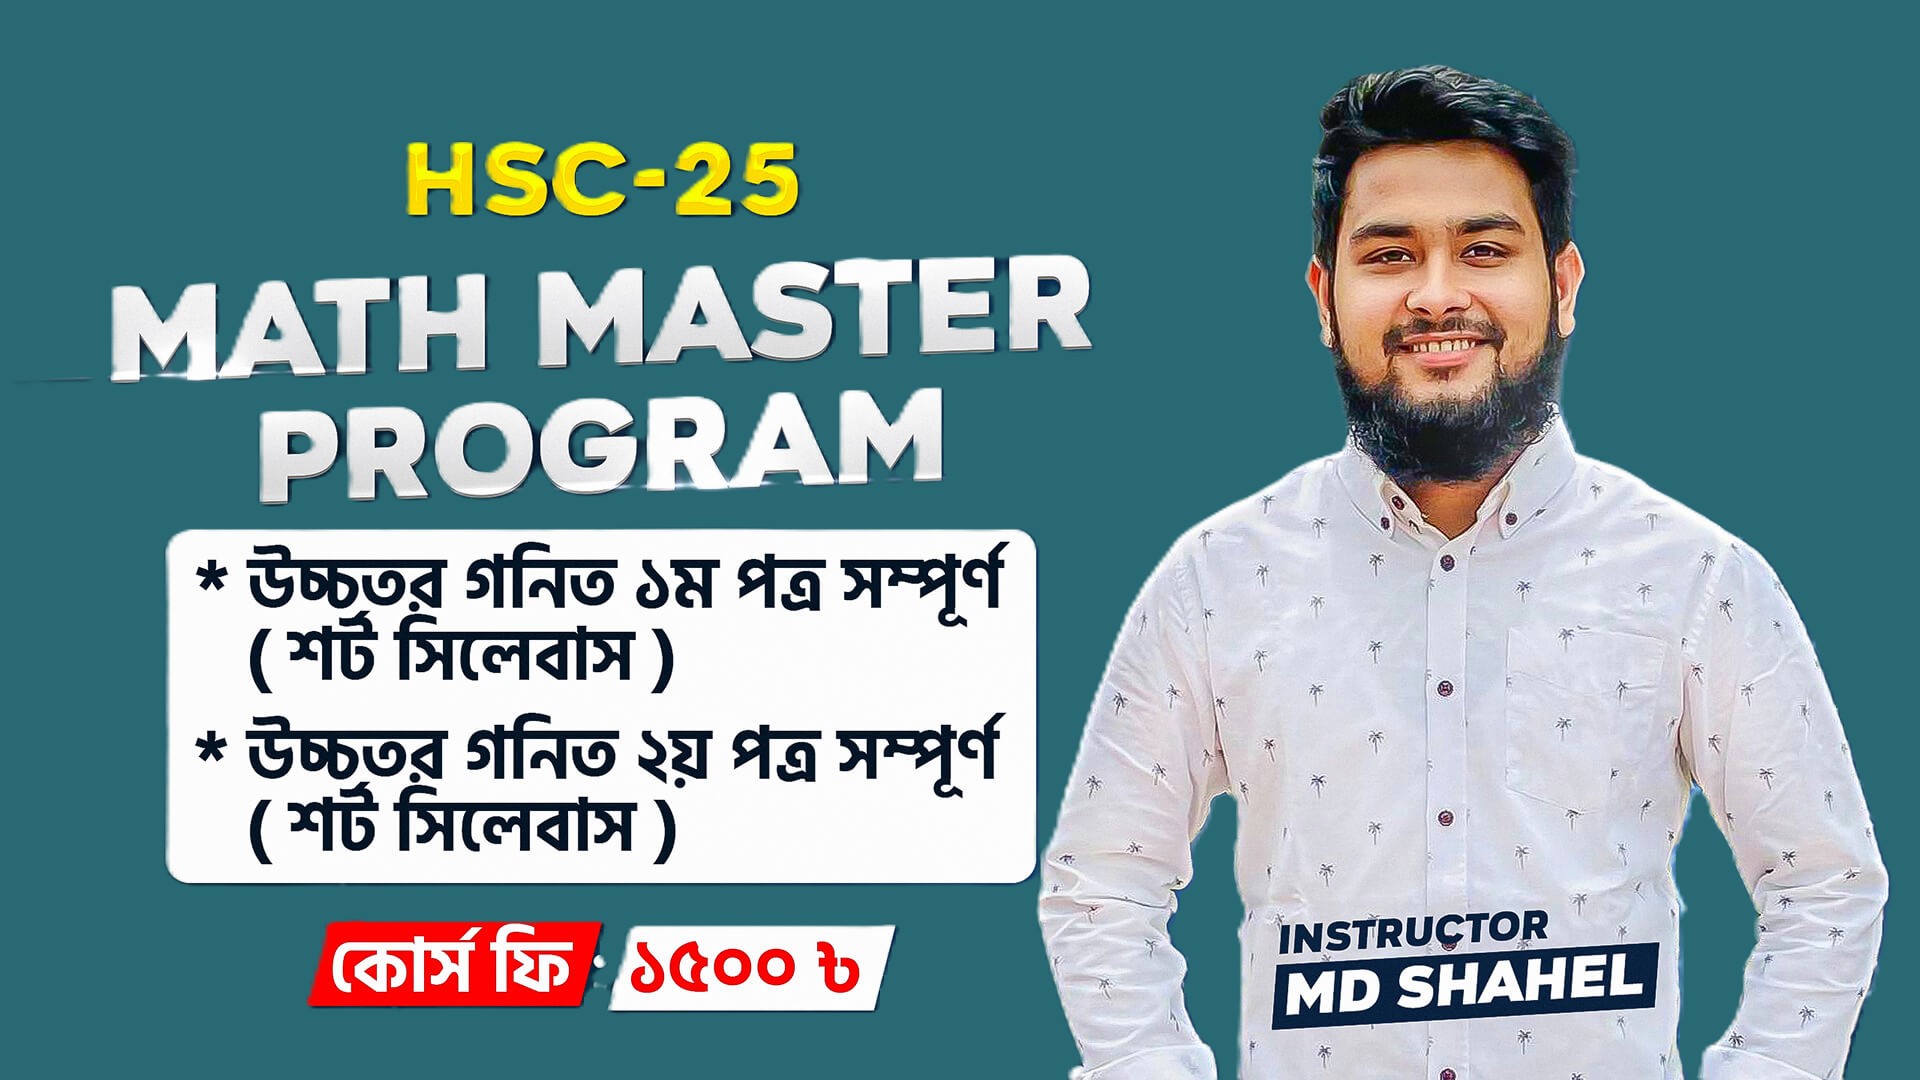 HSC-25
MATH MASTER
PROGRAM
* উচ্চতর গনিত ১ম পত্র সম্পূর্ণ
( শর্ট সিলেবাস )
* উচ্চতর গনিত ২য় পত্র সম্পূর্ণ
( শর্ট সিলেবাস )
কোর্স ফি : ১৫০০ ৳
INSTRUCTOR
MD SHAHEL